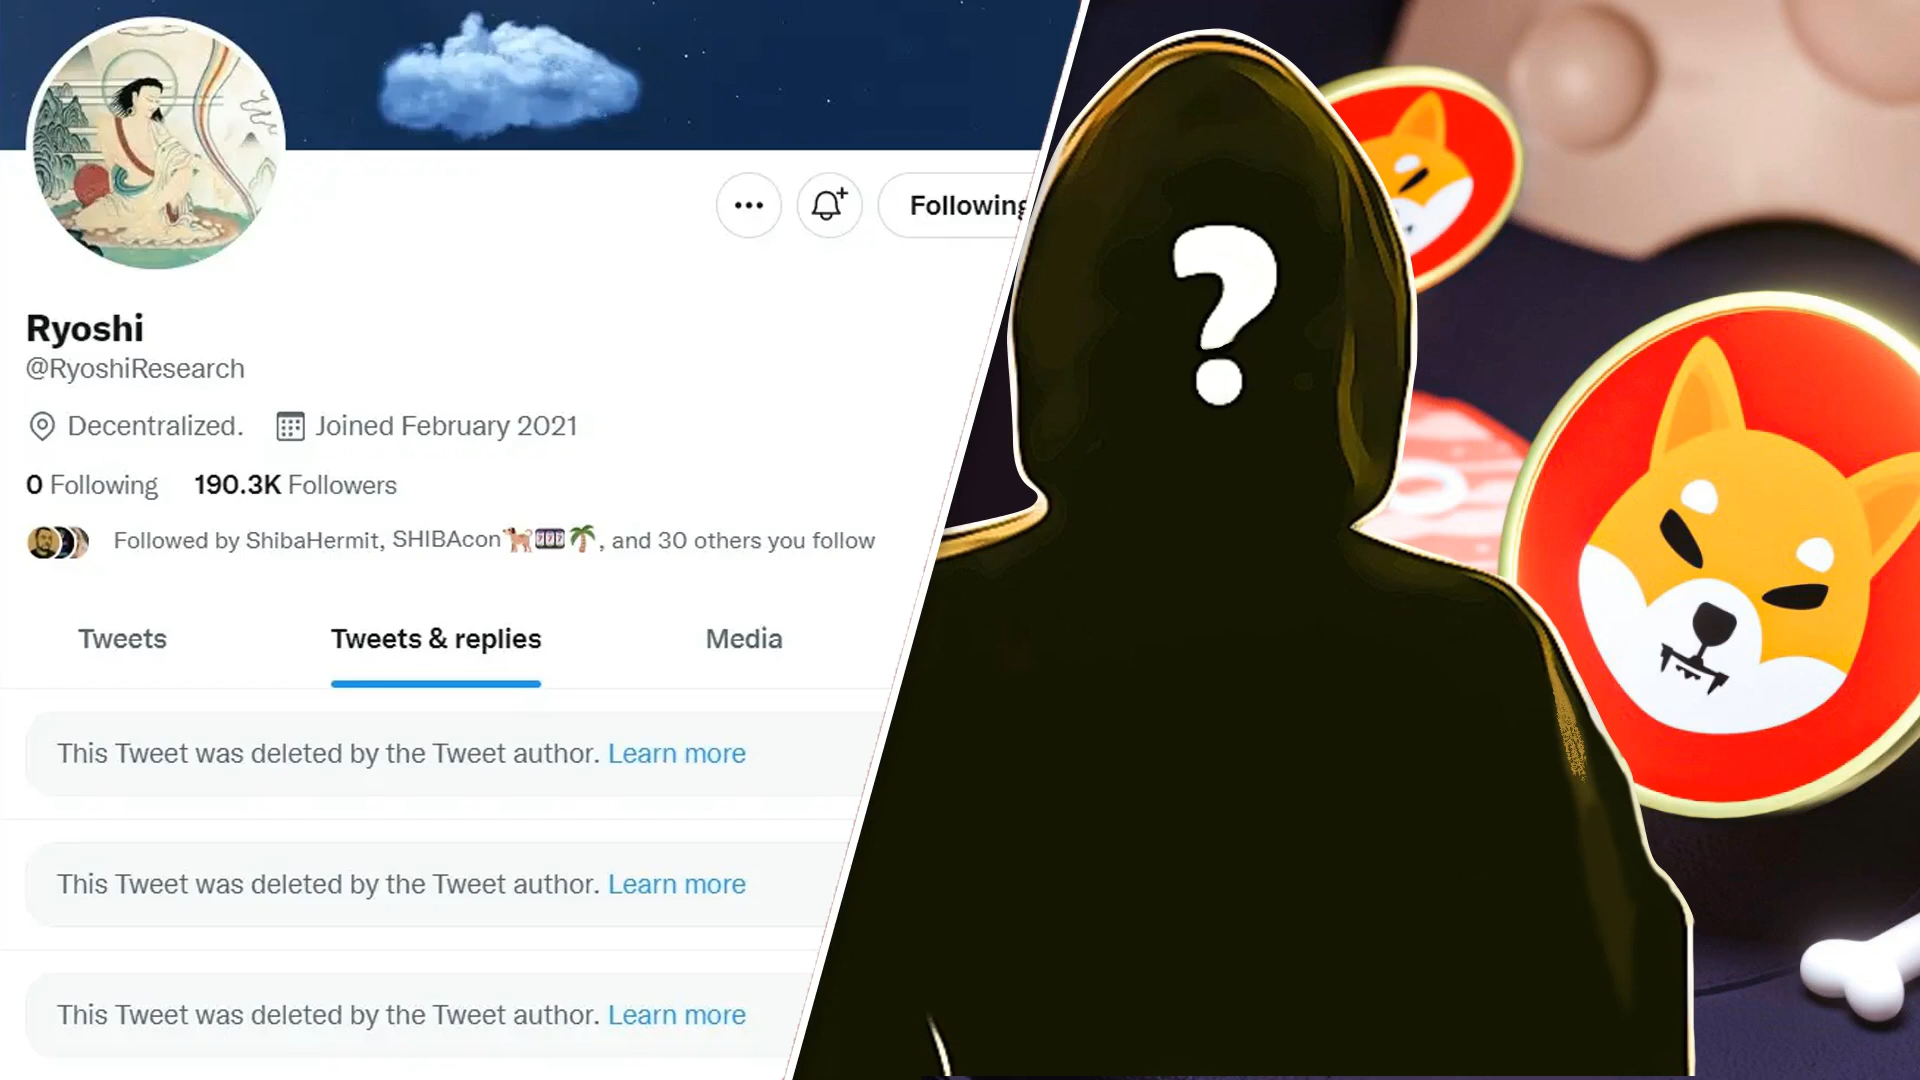 Following
Ryoshi
@RyoshiResearch
Decentralized. Joined February 2021
0 Following 190.3K Followers
Followed by ShibaHermit, SHIBAcon🐕🎰🌴, and 30 others you follow
Tweets Tweets & replies Media
This Tweet was deleted by the Tweet author. Learn more
This Tweet was deleted by the Tweet author. Learn more
This Tweet was deleted by the Tweet author. Learn more
?